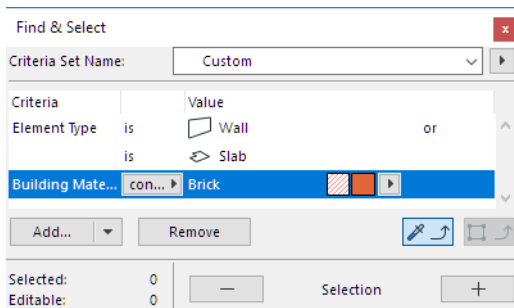 Find & Select
x
Criteria Set Name: Custom
Criteria Value
Element Type is Wall or
is Slab
Building Mate... con... Brick
Add... Remove
Selected: 0
Editable: 0
— Selection +